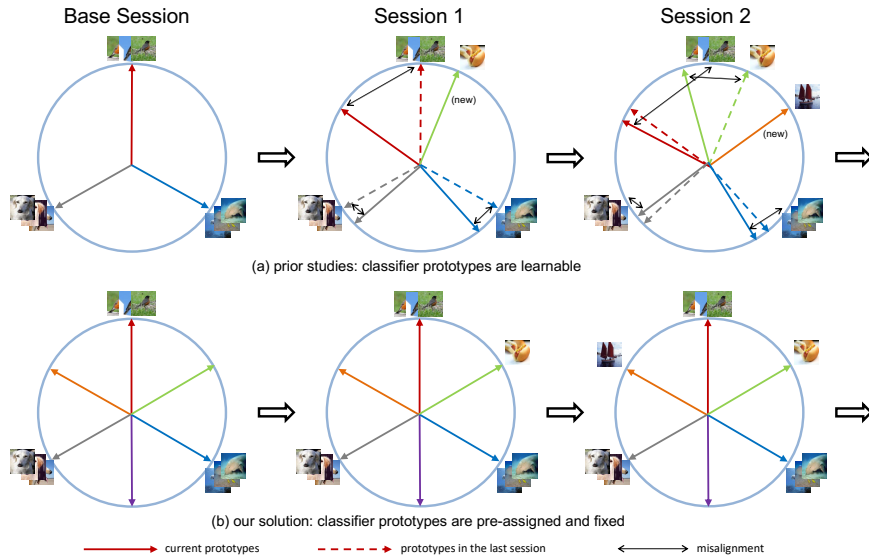 Base Session
Session 1
Session 2
(new)
(new)
(a) prior studies: classifier prototypes are learnable
(b) our solution: classifier prototypes are pre-assigned and fixed
current prototypes
prototypes in the last session
misalignment